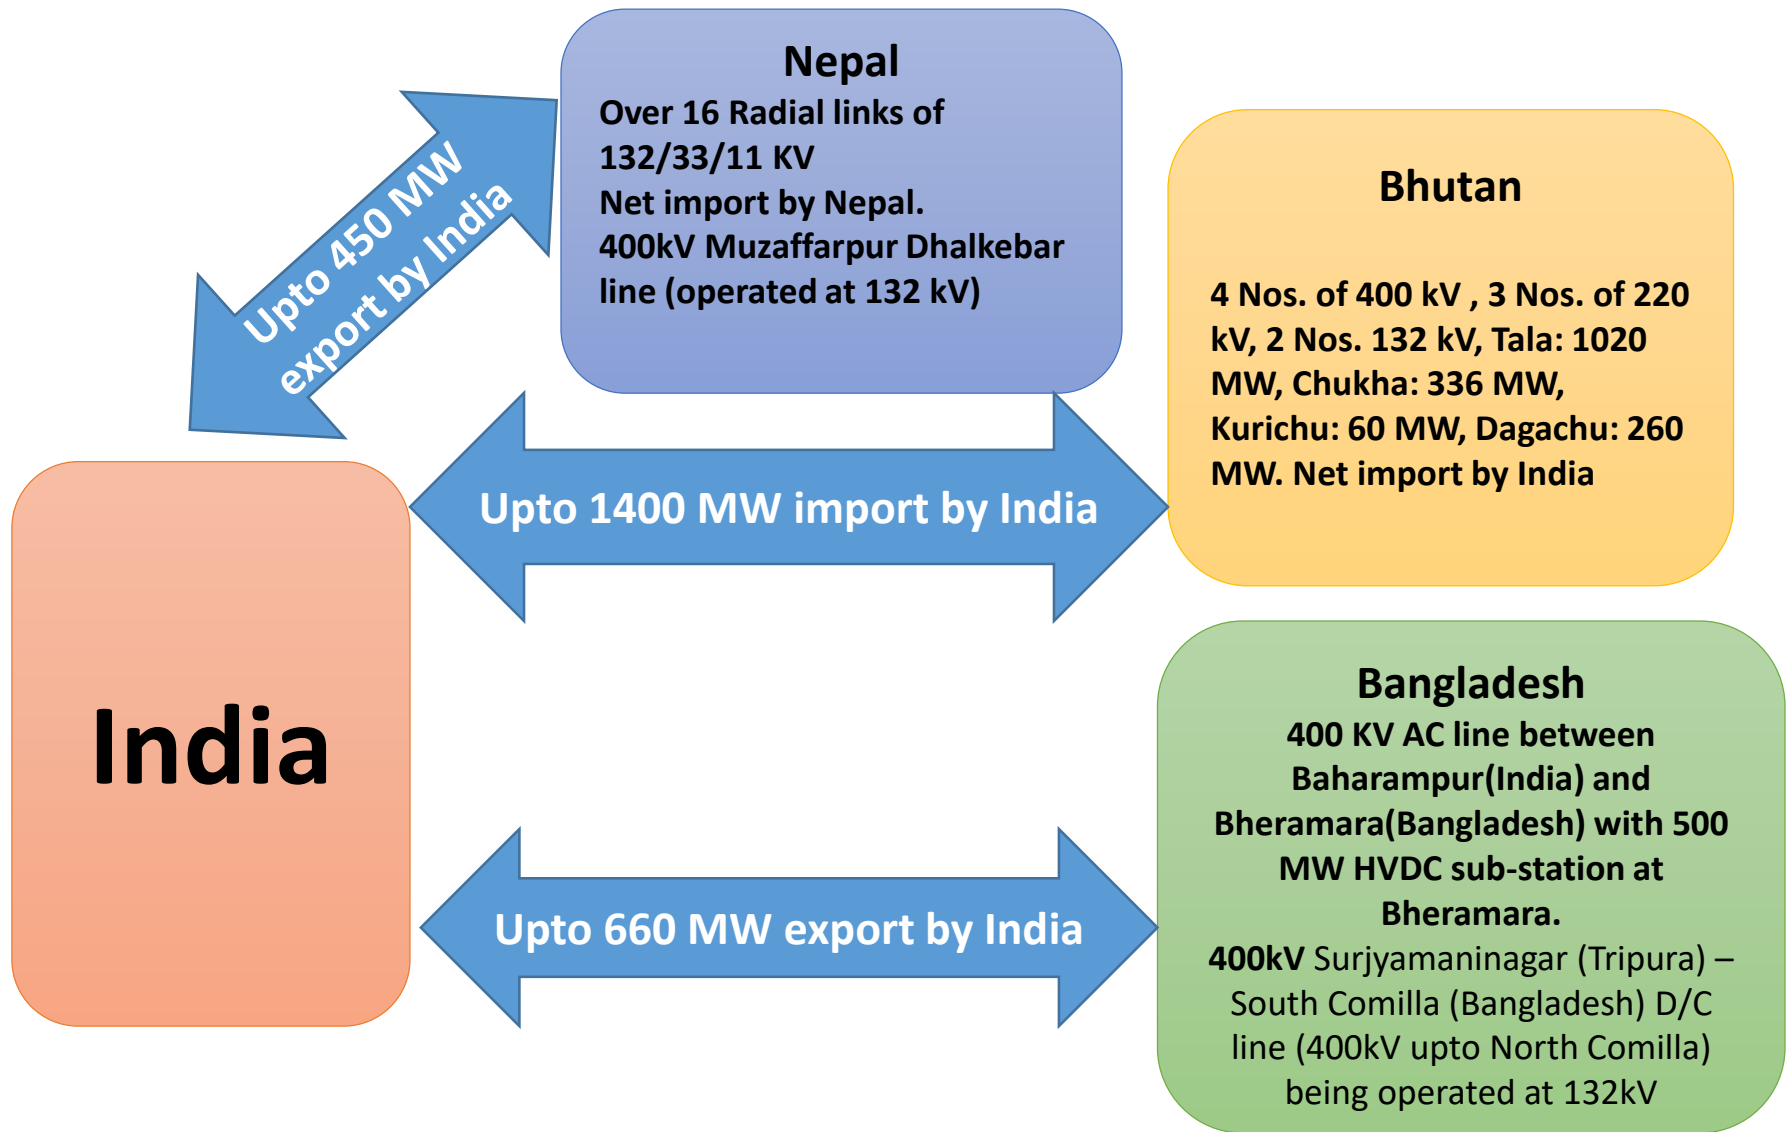 Nepal
Over 16 Radial links of
132/33/11 KV
Net import by Nepal.
400kV Muzaffarpur Dhalkebar
line (operated at 132 kV)
Upto 450 MW
export by India
Bhutan
4 Nos. of 400 kV , 3 Nos. of 220
kV, 2 Nos. 132 kV, Tala: 1020
MW, Chukha: 336 MW,
Kurichu: 60 MW, Dagachu: 260
MW. Net import by India
Upto 1400 MW import by India
India
Bangladesh
400 KV AC line between
Baharampur(India) and
Bheramara(Bangladesh) with 500
MW HVDC sub-station at
Bheramara.
400kV Surjyamaninagar (Tripura) –
South Comilla (Bangladesh) D/C
line (400kV upto North Comilla)
being operated at 132kV
Upto 660 MW export by India